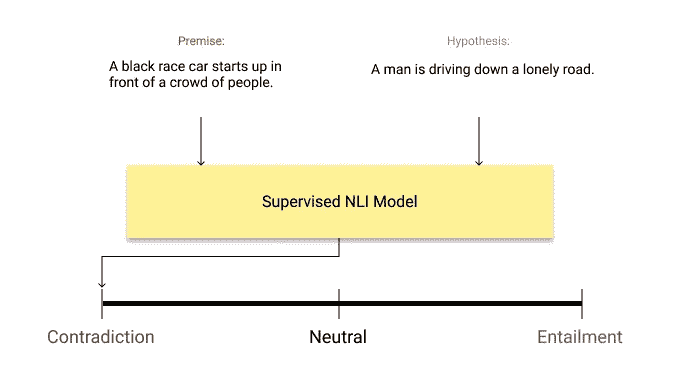 Premise:
Hypothesis:
A black race car starts up in
front of a crowd of people.
A man is driving down a lonely road.
Supervised NLI Model
Contradiction
Neutral
Entailment